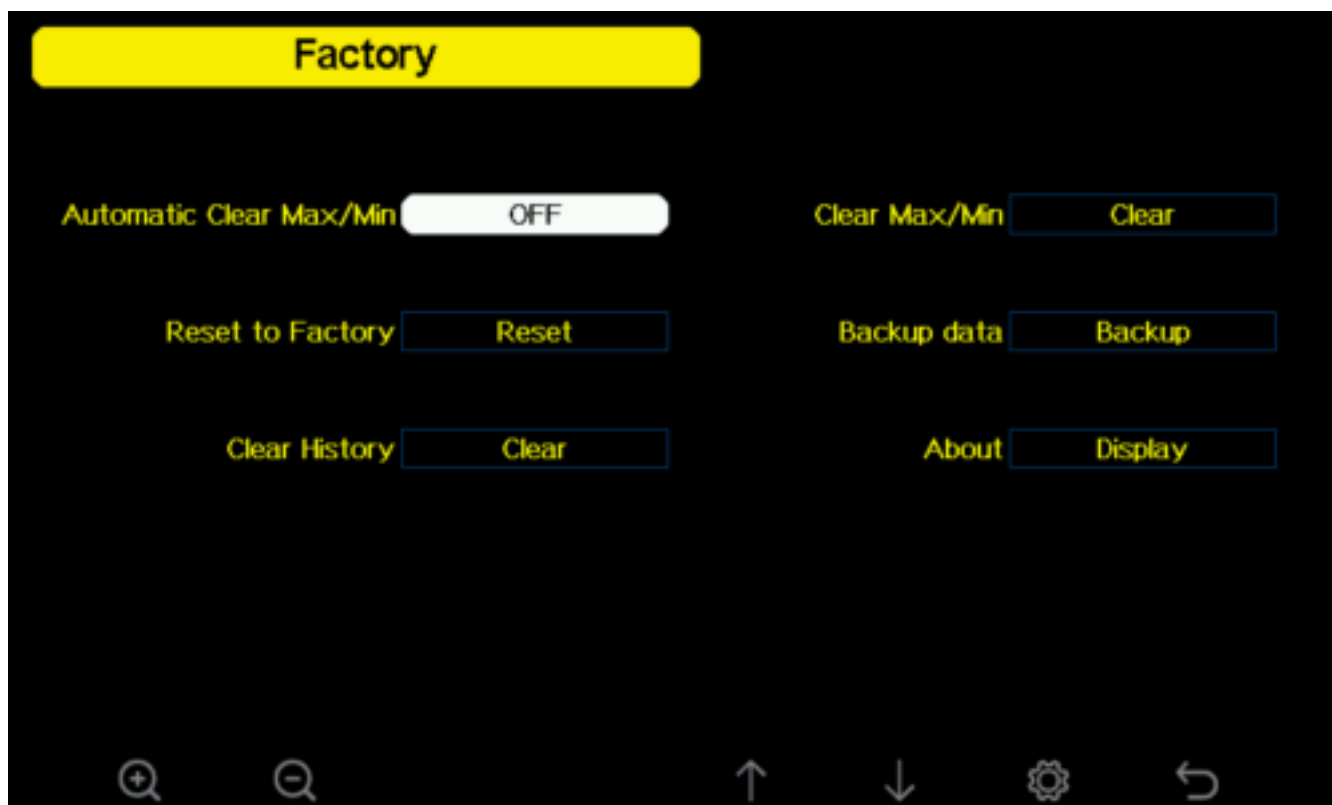 Factory
Automatic Clear Max/Min OFF Clear Max/Min Clear
Reset to Factory Reset Backup data Backup
Clear History Clear About Display